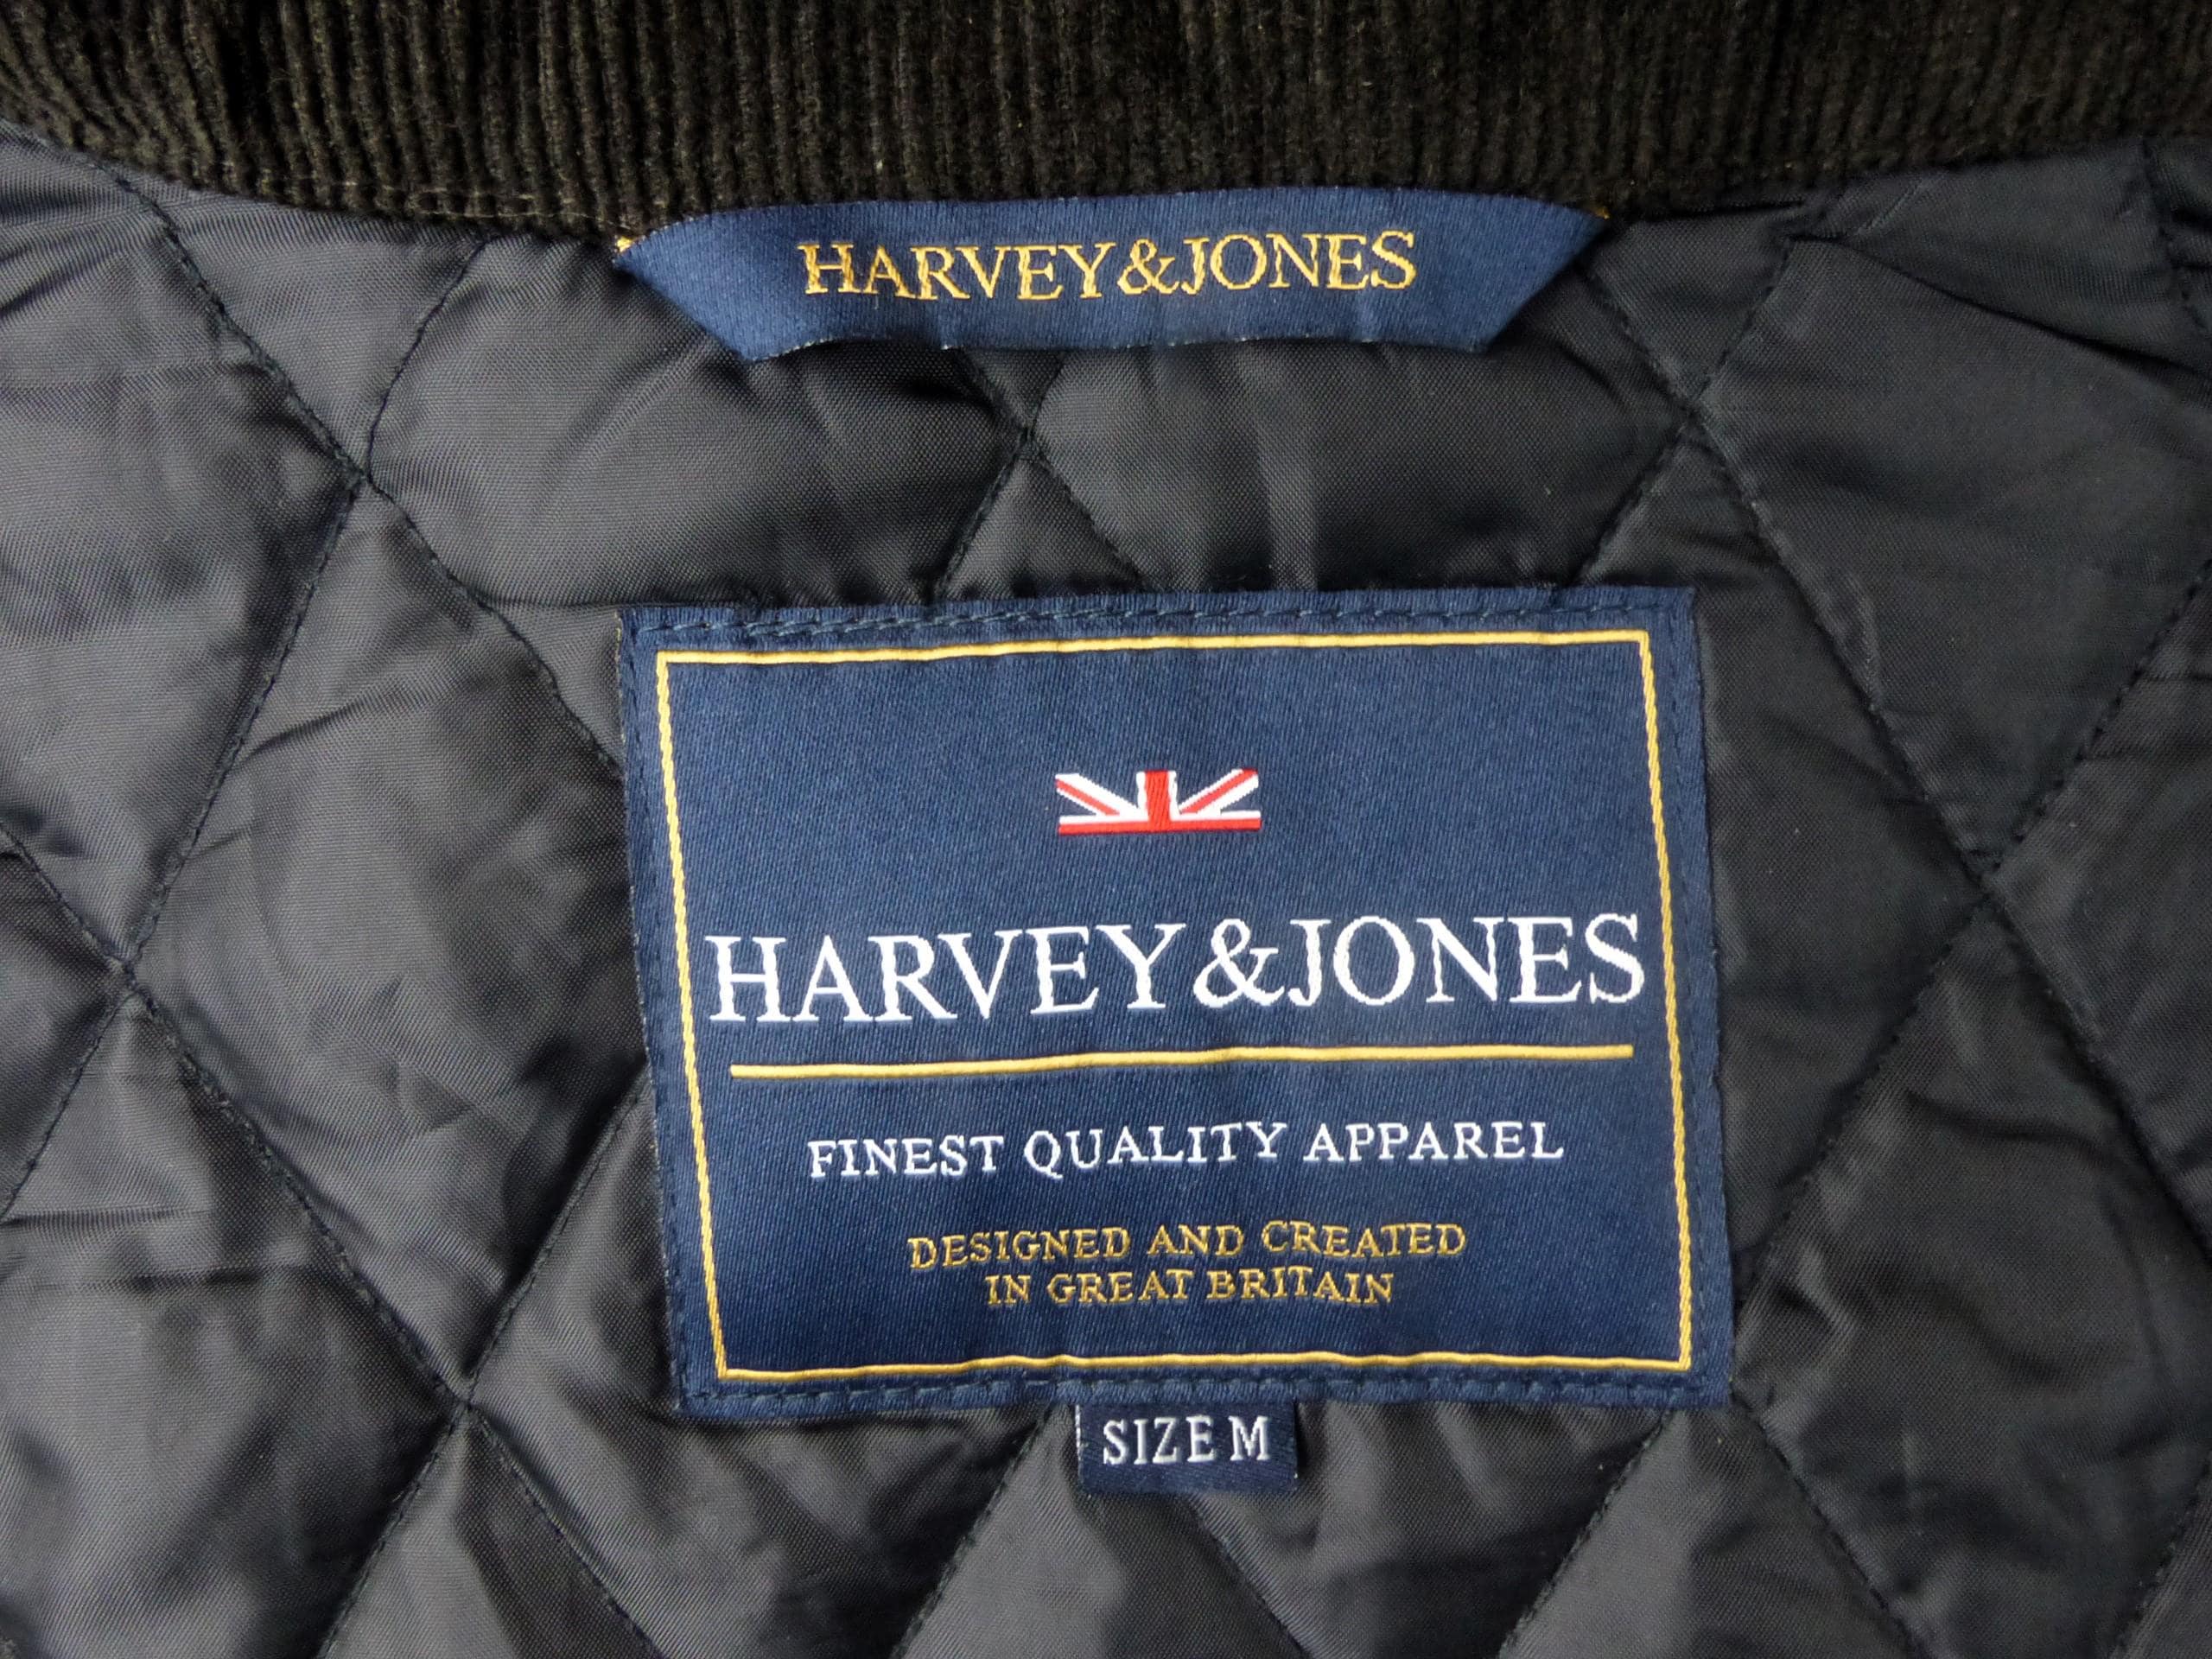 HARVEY&JONES
HARVEY&JONES
FINEST QUALITY APPAREL
DESIGNED AND CREATED
IN GREAT BRITAIN
SIZE M